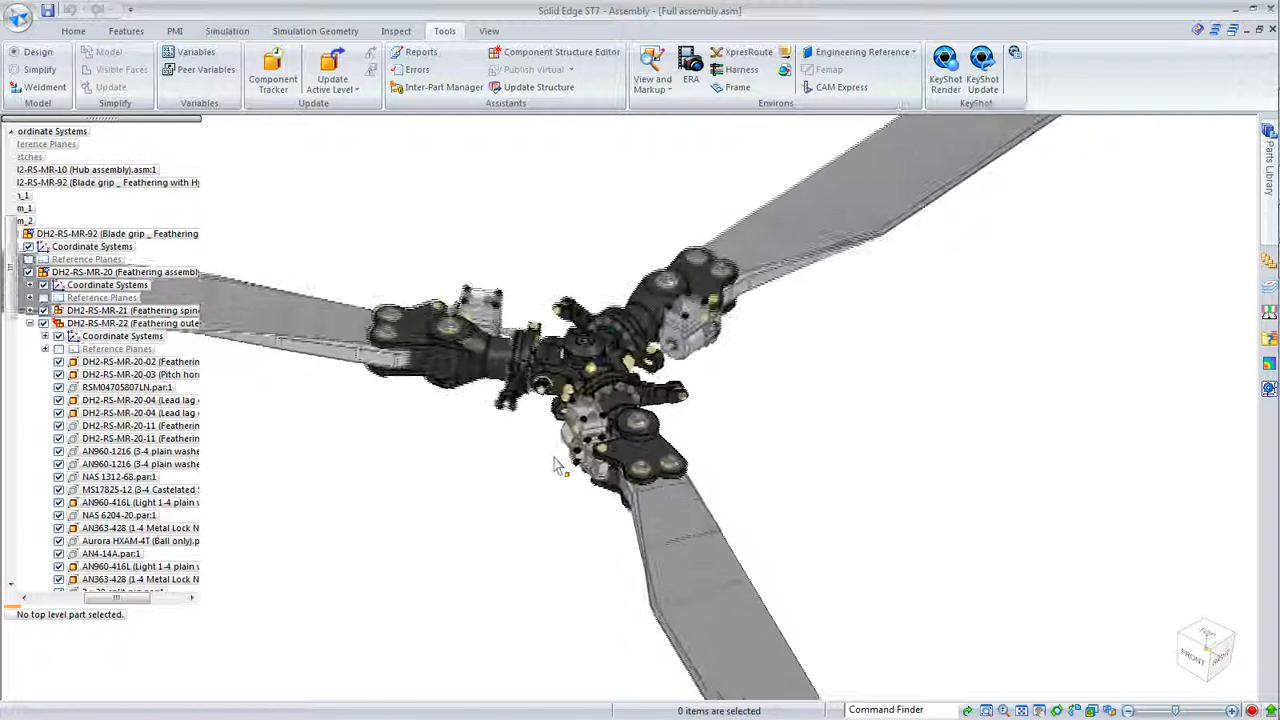 Solid Edge ST7 - Assembly - [Full assembly.asm]
Home Features PMI Simulation Simulation Geometry Inspect Tools View
Design
Simplify
Weldment
Model
Model
Visible Faces
Update
Simplify
Variables
Peer Variables
Variables
Component Tracker
Update Active Level
Update
Reports
Errors
Inter-Part Manager
Component Structure Editor
Publish Virtual
Update Structure
Assistants
View and Markup
ERA
XpresRoute
Harness
Frame
Engineering Reference
Femap
CAM Express
Environs
KeyShot Render
KeyShot Update
KeyShot
Parts Library
ordinate Systems
ference Planes
etches
I2-RS-MR-10 (Hub assembly).asm:1
I2-RS-MR-92 (Blade grip _ Feathering with Hy
_1
m_1
m_2
DH2-RS-MR-92 (Blade grip _ Feathering
Coordinate Systems
Reference Planes
DH2-RS-MR-20 (Feathering assembl
Coordinate Systems
Reference Planes
DH2-RS-MR-21 (Feathering spin
DH2-RS-MR-22 (Feathering oute
Coordinate Systems
Reference Planes
DH2-RS-MR-20-02 (Featherin
DH2-RS-MR-20-03 (Pitch horn
RSM04705807LN.par:1
DH2-RS-MR-20-04 (Lead lag
DH2-RS-MR-20-04 (Lead lag
DH2-RS-MR-20-11 (Featherin
DH2-RS-MR-20-11 (Featherin
AN960-1216 (3-4 plain washe
AN960-1216 (3-4 plain washe
NAS 1312-68.par:1
MS17825-12 (3-4 Castelated S
AN960-416L (Light 1-4 plain v
NAS 6204-20.par:1
AN363-428 (1-4 Metal Lock N
Aurora HXAM-4T (Ball only).p
AN4-14A.par:1
AN960-416L (Light 1-4 plain v
AN363-428 (1-4 Metal Lock N
No top level part selected.
TOP
FRONT
RIGHT
0 items are selected
Command Finder